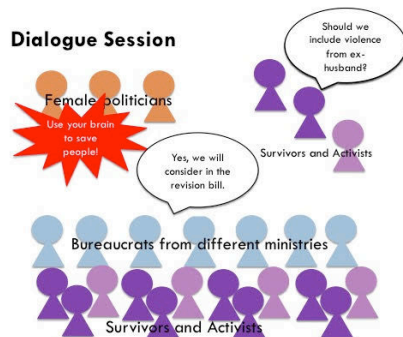 Dialogue Session
Should we
include violence
from ex-
husband?
Female politicians
Use your brain
to save
people!
Survivors and Activists
Yes, we will
consider in the
revision bill.
Bureaucrats from different ministries
Survivors and Activists